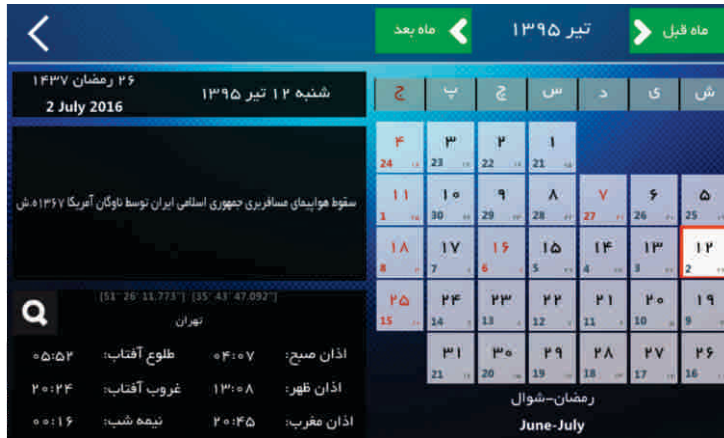 ماه قبل
تیر ۱۳۹۵
ماه بعد
ش ی د س چ پ ج
۱ ۲ ۳ ۴
21 22 23 24
۵ ۶ ۷ ۸ ۹ ۱۰ ۱۱
25 26 27 28 29 30 1
۱۲ ۱۳ ۱۴ ۱۵ ۱۶ ۱۷ ۱۸
2 3 4 5 6 7 8
۱۹ ۲۰ ۲۱ ۲۲ ۲۳ ۲۴ ۲۵
9 10 11 12 13 14 15
۲۶ ۲۷ ۲۸ ۲۹ ۳۰ ۳۱
16 17 18 19 20 21
رمضان-شوال
June-July
شنبه ۱۲ تیر ۱۳۹۵
۲۶ رمضان ۱۴۳۷
2 July 2016
سقوط هواپیمای مسافربری جمهوری اسلامی ایران توسط ناوگان آمریکا ۱۳۶۷ه.ش
[51° 26' 11.773"] [35° 43' 47.092"]
تهران
اذان صبح: ۰۴:۰۷ طلوع آفتاب: ۰۵:۵۲
اذان ظهر: ۱۳:۰۸ غروب آفتاب: ۲۰:۲۴
اذان مغرب: ۲۰:۴۵ نیمه شب: ۰۰:۱۶